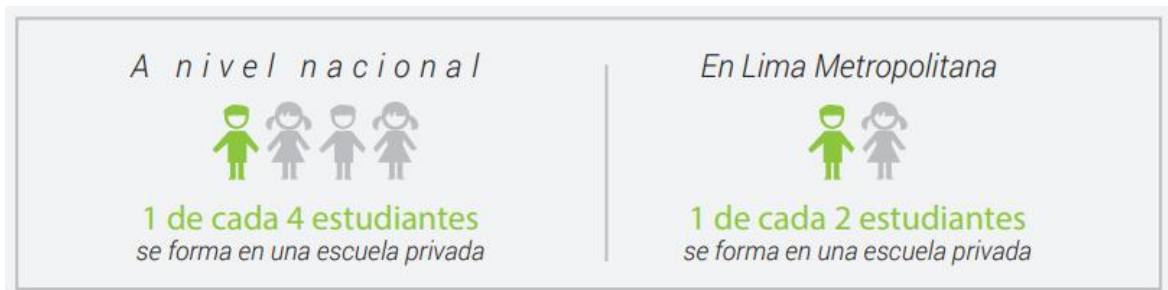 A nivel nacional
1 de cada 4 estudiantes
se forma en una escuela privada
En Lima Metropolitana
1 de cada 2 estudiantes
se forma en una escuela privada